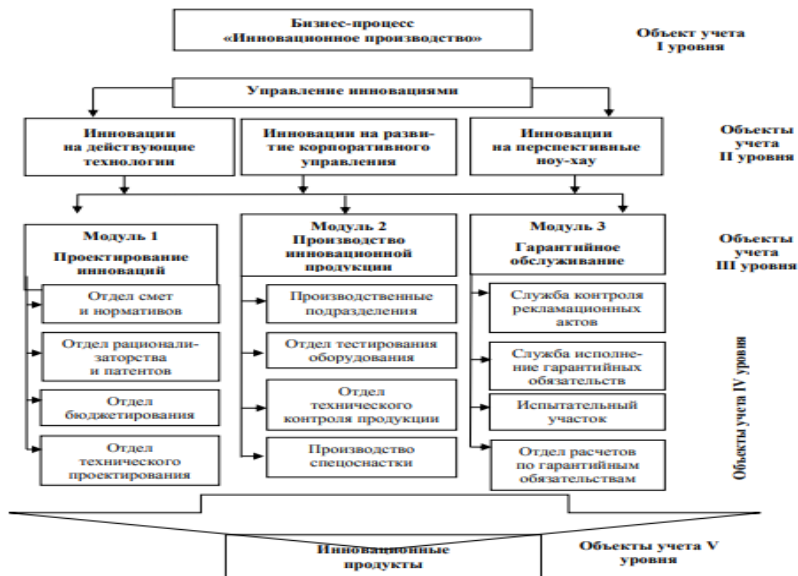 Бизнес-процесс
«Инновационное производство»
Объект учета
I уровня
Управление инновациями
Инновации
на действующие
технологии
Инновации на разви-
тие корпоративного
управления
Инновации
на перспективные
ноу-хау
Объекты
учета
II уровня
Модуль 1
Проектирование
инноваций
Модуль 2
Производство
инновационной
продукции
Модуль 3
Гарантийное
обслуживание
Объекты
учета
III уровня
Отдел смет
и нормативов
Отдел рационали-
заторства
и патентов
Отдел
бюджетирования
Отдел
технического
проектирования
Производственные
подразделения
Отдел тестирования
оборудования
Отдел
технического
контроля продукции
Производство
спецоснастки
Служба контроля
рекламационных
актов
Служба исполне-
ние гарантийных
обязательств
Испытательный
участок
Отдел расчетов
по гарантийным
обязательствам
Объекты учета IV уровня
Инновационные
продукты
Объекты учета V
уровня